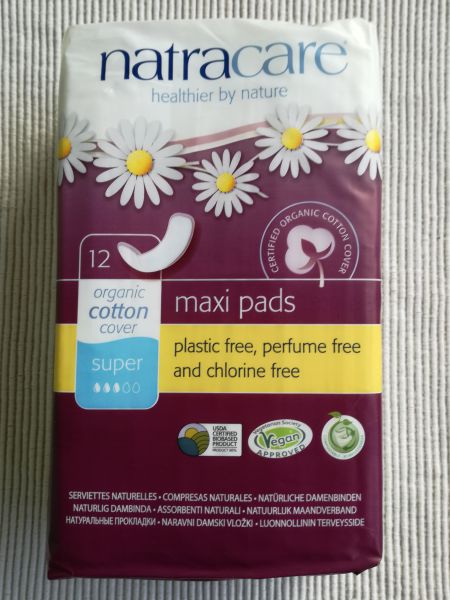 natracare
healthier by nature
CERTIFIED ORGANIC COTTON COVER
12
organic
cotton
cover
super
maxi pads
plastic free, perfume free
and chlorine free
USDA
CERTIFIED
BIOBASED
PRODUCT
Vegetarian Society
Vegan
APPROVED
SERVIETTES NATURELLES • COMPRESAS NATURALES • NATÜRLICHE DAMENBINDEN
NATURLIG DAMBINDA • ASSORBENTI NATURALI • NATUURLIJK MAANDVERBAND
НАТУРАЛЬНЫЕ ПРОКЛАДКИ • NARAVNI DAMSKI VLOŽKI • LUONNOLLINEN TERVEYSSIDE